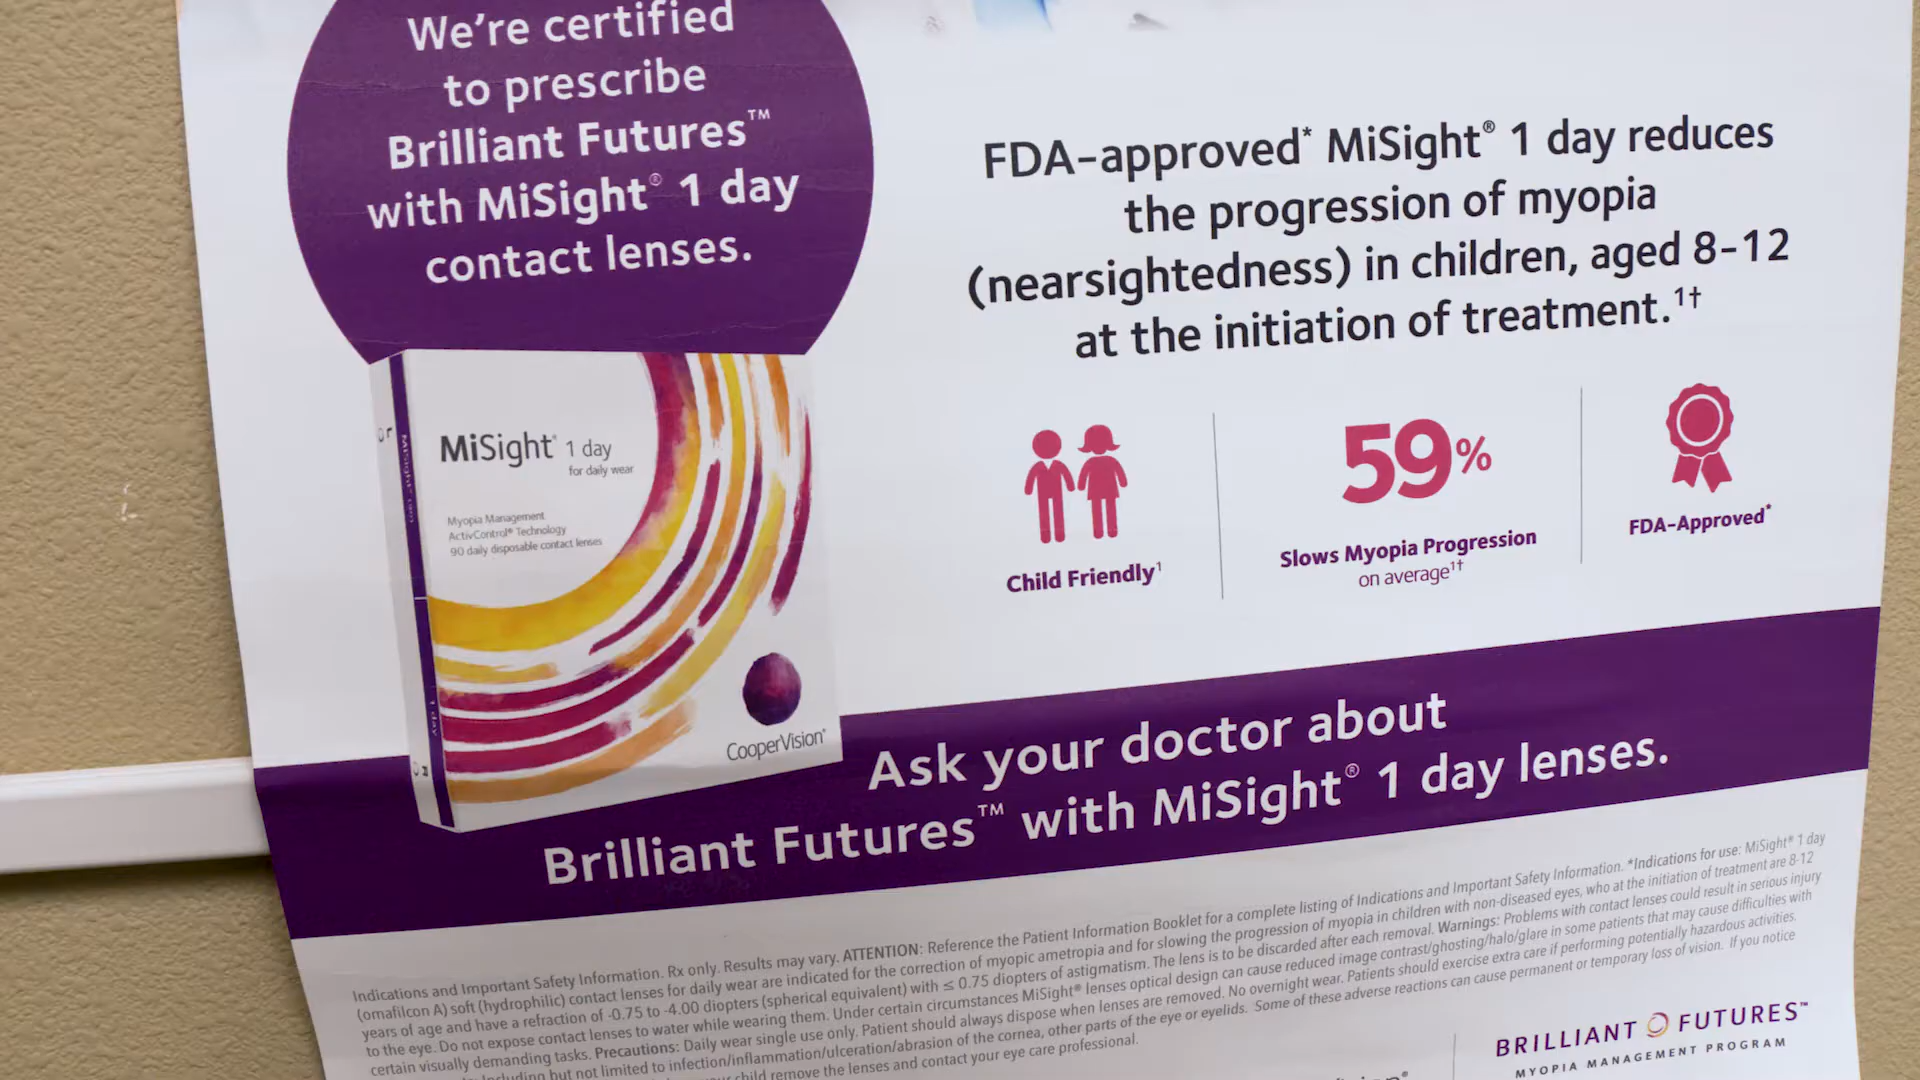 We're certified
to prescribe
Brilliant Futures™
with MiSight® 1 day
contact lenses.
FDA-approved* MiSight® 1 day reduces
the progression of myopia
(nearsightedness) in children, aged 8-12
at the initiation of treatment.¹†
Child Friendly¹
59%
Slows Myopia Progression
on average¹†
FDA-Approved*
MiSight® 1 day
for daily wear
Myopia Management
ActivControl® Technology
90 daily disposable contact lenses
CooperVision®
Ask your doctor about
Brilliant Futures™ with MiSight® 1 day lenses.
Indications and Important Safety Information. Rx only. Results may vary. ATTENTION: Reference the Patient Information Booklet for a complete listing of Indications and Important Safety Information. *Indications for use: MiSight® 1 day
(omafilcon A) soft (hydrophilic) contact lenses for daily wear are indicated for the correction of myopic ametropia and for slowing the progression of myopia in children with non-diseased eyes, who at the initiation of treatment are 8-12
years of age and have a refraction of -0.75 to -4.00 diopters (spherical equivalent) with ≤ 0.75 diopters of astigmatism. The lens is to be discarded after each removal. Warnings: Problems with contact lenses could result in serious injury
to the eye. Do not expose contact lenses to water while wearing them. Under certain circumstances MiSight® lenses optical design can cause reduced image contrast/ghosting/halo/glare in some patients that may cause difficulties with
certain visually demanding tasks. Precautions: Daily wear single use only. Patient should always dispose when lenses are removed. No overnight wear. Patients should exercise extra care if performing potentially hazardous activities.
including but not limited to infection/inflammation/ulceration/abrasion of the cornea, other parts of the eye or eyelids. Some of these adverse reactions can cause permanent or temporary loss of vision. If you notice
child remove the lenses and contact your eye care professional.
BRILLIANT FUTURES™
MYOPIA MANAGEMENT PROGRAM